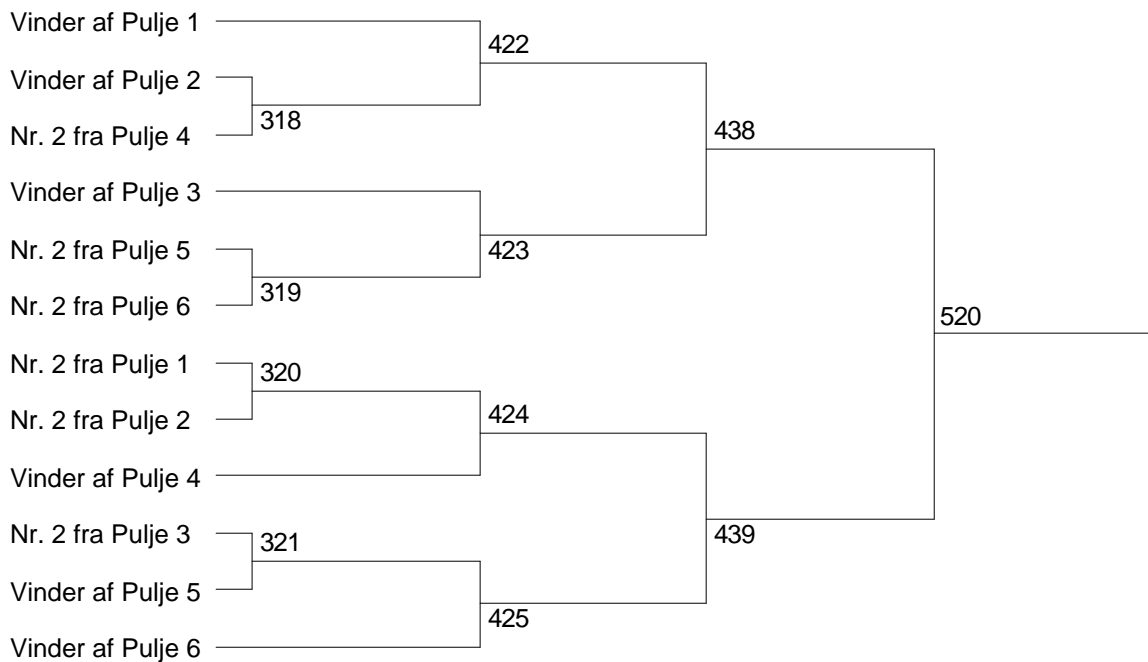 Vinder af Pulje 1
422
Vinder af Pulje 2
318
Nr. 2 fra Pulje 4
438
Vinder af Pulje 3
Nr. 2 fra Pulje 5
423
319
Nr. 2 fra Pulje 6
520
Nr. 2 fra Pulje 1
320
Nr. 2 fra Pulje 2
424
Vinder af Pulje 4
Nr. 2 fra Pulje 3
321
439
Vinder af Pulje 5
425
Vinder af Pulje 6